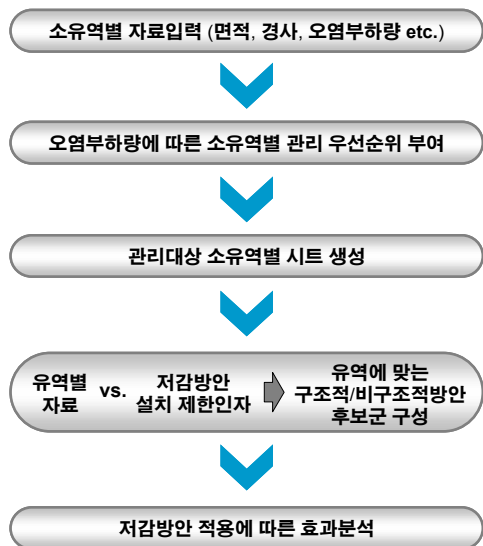 소유역별 자료입력 (면적, 경사, 오염부하량 etc.)
오염부하량에 따른 소유역별 관리 우선순위 부여
관리대상 소유역별 시트 생성
유역별
자료
vs.
저감방안
설치 제한인자
유역에 맞는
구조적/비구조적방안
후보군 구성
저감방안 적용에 따른 효과분석